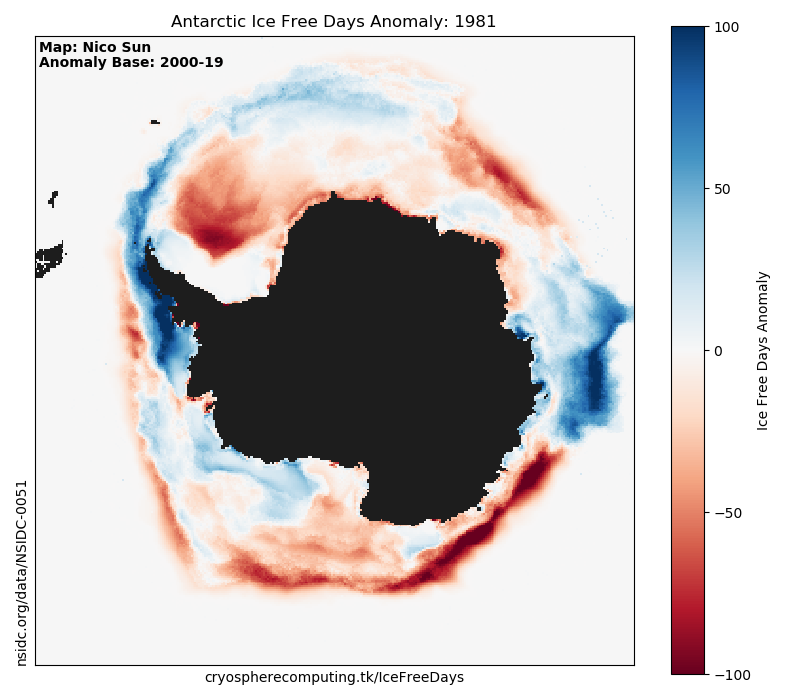 Antarctic Ice Free Days Anomaly: 1981
Map: Nico Sun
Anomaly Base: 2000-19
100
50
0
−50
−100
Ice Free Days Anomaly
nsidc.org/data/NSIDC-0051
cryospherecomputing.tk/IceFreeDays